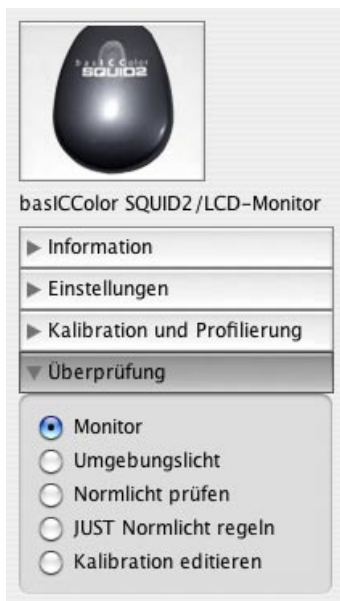 basICColor
SQUID2
basICColor SQUID2/LCD-Monitor
Information
Einstellungen
Kalibration und Profilierung
Überprüfung
Monitor
Umgebungslicht
Normlicht prüfen
JUST Normlicht regeln
Kalibration editieren